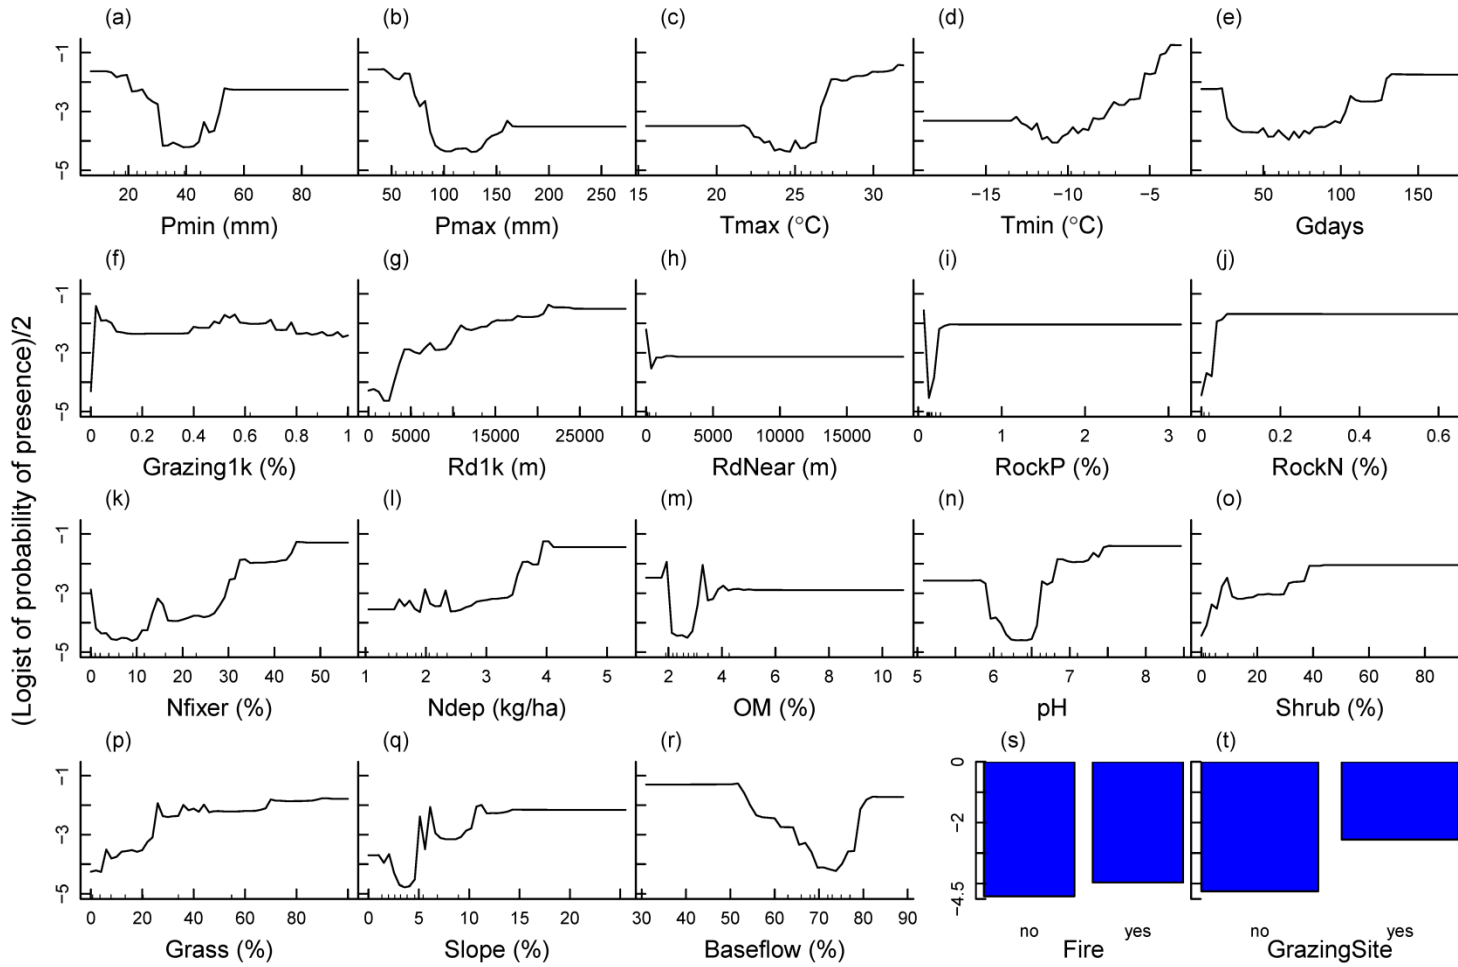 (a) (b) (c) (d) (e)
-1 -3 -5
20 40 60 80
50 100 150 200 250
15 20 25 30
−15 −10 −5
50 100 150
Pmin (mm) Pmax (mm) Tmax (°C) Tmin (°C) Gdays
(f) (g) (h) (i) (j)
-1 -3 -5
0 0.2 0.4 0.6 0.8 1
0 5000 15000 25000
0 5000 10000 15000
0 1 2 3
0 0.2 0.4 0.6
Grazing1k (%) Rd1k (m) RdNear (m) RockP (%) RockN (%)
(Logist of probability of presence)/2
(k) (l) (m) (n) (o)
-1 -3 -5
0 10 20 30 40 50
1 2 3 4 5
2 4 6 8 10
5 6 7 8
0 20 40 60 80
Nfixer (%) Ndep (kg/ha) OM (%) pH Shrub (%)
(p) (q) (r) (s) (t)
-1 -3 -5
0 20 40 60 80 100
0 5 10 15 20 25
30 40 50 60 70 80 90
0 -2 -4.5
no yes
no yes
Grass (%) Slope (%) Baseflow (%) Fire GrazingSite